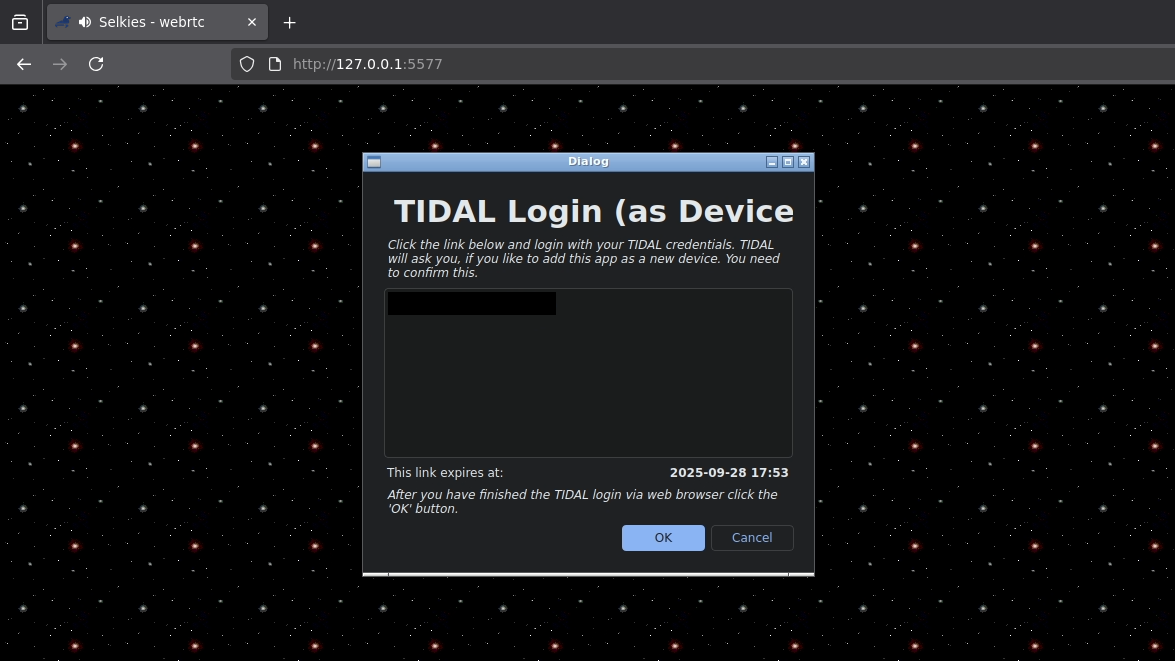 Selkies - webrtc
http://127.0.0.1:5577
Dialog
TIDAL Login (as Device
Click the link below and login with your TIDAL credentials. TIDAL
will ask you, if you like to add this app as a new device. You need
to confirm this.
This link expires at: 2025-09-28 17:53
After you have finished the TIDAL login via web browser click the
'OK' button.
OK Cancel